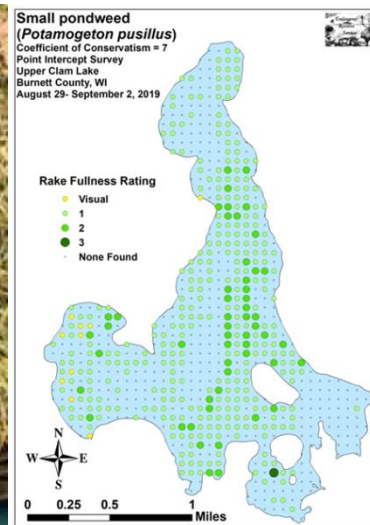 Small pondweed
(Potamogeton pusillus)
Coefficient of Conservatism = 7
Point Intercept Survey
Upper Clam Lake
Burnett County, WI
August 29- September 2, 2019
Rake Fullness Rating
Visual
1
2
3
None Found
N
W E
S
0 0.25 0.5 1
Miles